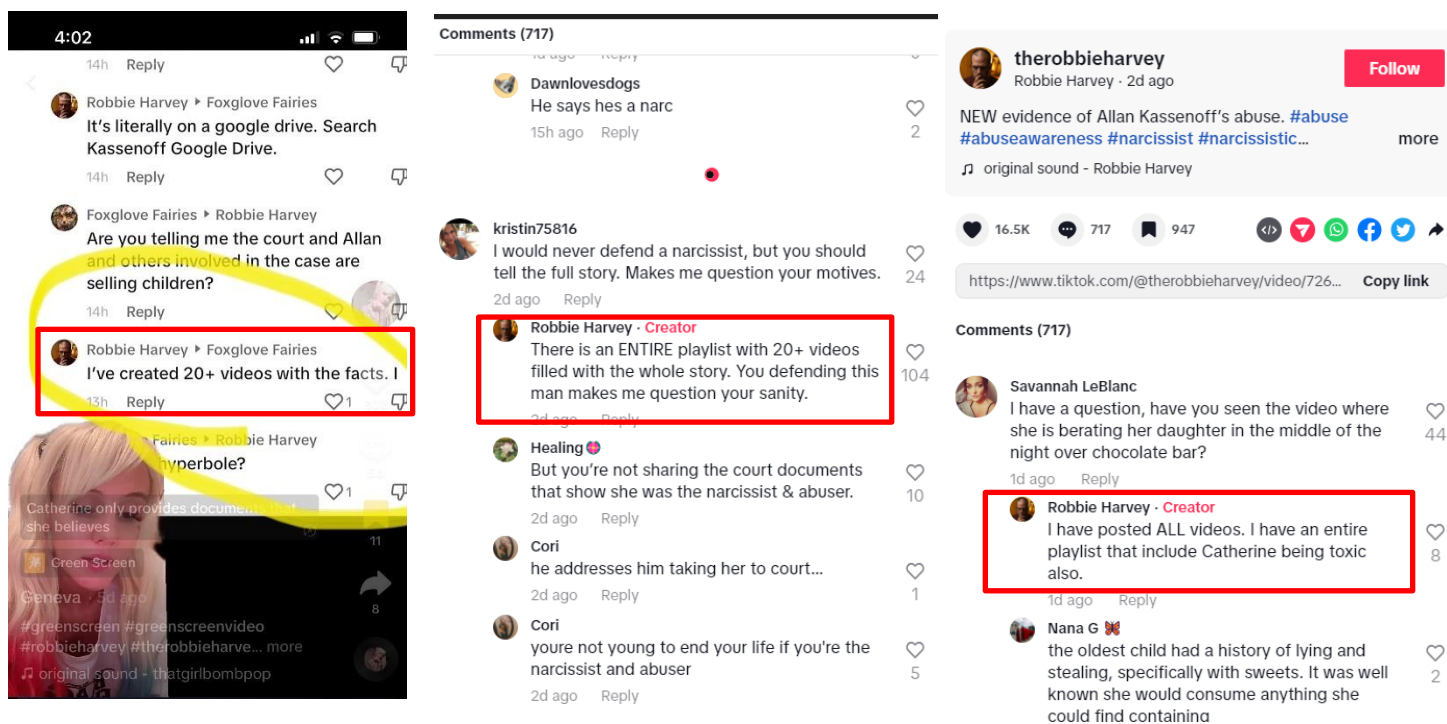 4:02
14h Reply
Robbie Harvey ▸ Foxglove Fairies
It's literally on a google drive. Search
Kassenoff Google Drive.
14h Reply
Foxglove Fairies ▸ Robbie Harvey
Are you telling me the court and Allan
and others involved in the case are
selling children?
14h Reply
Robbie Harvey ▸ Foxglove Fairies
I've created 20+ videos with the facts. I
13h Reply 1
Fairies ▸ Robbie Harvey
hyperbole?
1
Catherine only provides documents that
she believes
11
Green Screen
Geneva · 5d ago
8
#greenscreen #greenscreenvideo
#robbieharvey #therobbieharve... more
original sound - thatgirlbombpop
Comments (717)
1d ago Reply
Dawnlovesdogs
He says hes a narc
15h ago Reply 2
kristin75816
I would never defend a narcissist, but you should
tell the full story. Makes me question your motives.
24
2d ago Reply
Robbie Harvey · Creator
There is an ENTIRE playlist with 20+ videos
filled with the whole story. You defending this
man makes me question your sanity.
104
2d ago Reply
Healing
But you're not sharing the court documents
that show she was the narcissist & abuser.
10
2d ago Reply
Cori
he addresses him taking her to court...
2d ago Reply 1
Cori
youre not young to end your life if you're the
narcissist and abuser
5
2d ago Reply
therobbieharvey
Robbie Harvey · 2d ago
Follow
NEW evidence of Allan Kassenoff's abuse. #abuse
#abuseawareness #narcissist #narcissistic... more
original sound - Robbie Harvey
16.5K 717 947
https://www.tiktok.com/@therobbieharvey/video/726... Copy link
Comments (717)
Savannah LeBlanc
I have a question, have you seen the video where
she is berating her daughter in the middle of the
night over chocolate bar?
44
1d ago Reply
Robbie Harvey · Creator
I have posted ALL videos. I have an entire
playlist that include Catherine being toxic
also.
8
1d ago Reply
Nana G
the oldest child had a history of lying and
stealing, specifically with sweets. It was well
known she would consume anything she
could find containing
2